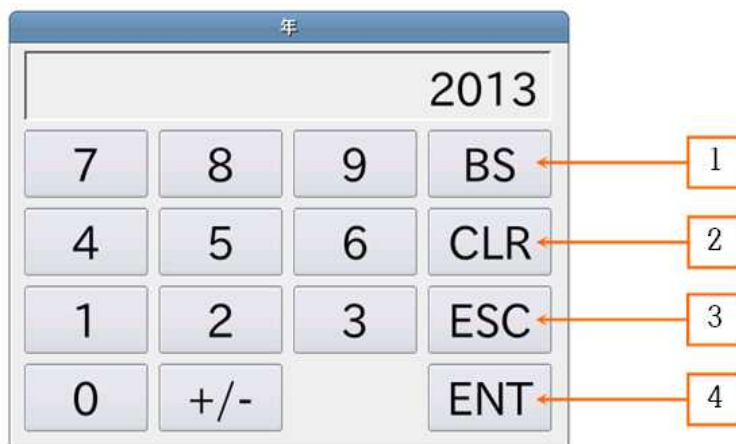 年
2013
7 8 9 BS 1
4 5 6 CLR 2
1 2 3 ESC 3
0 +/- ENT 4